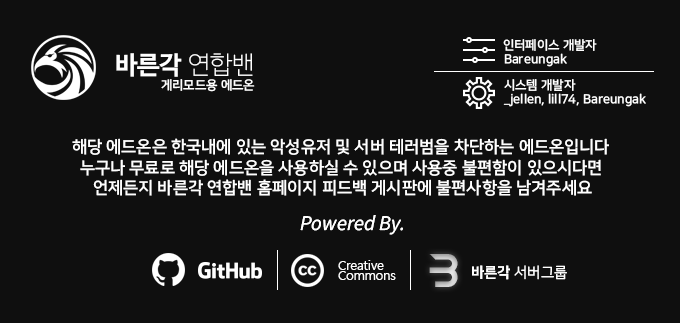 바른각 연합밴
게리모드용 에드온
인터페이스 개발자
Bareungak
시스템 개발자
_jellen, lill74, Bareungak
해당 에드온은 한국내에 있는 악성유저 및 서버 테러범을 차단하는 에드온입니다
누구나 무료로 해당 에드온을 사용하실 수 있으며 사용중 불편함이 있으시다면
언제든지 바른각 연합밴 홈페이지 피드백 게시판에 불편사항을 남겨주세요
Powered By.
GitHub
cc
Creative
Commons
바른각 서버그룹